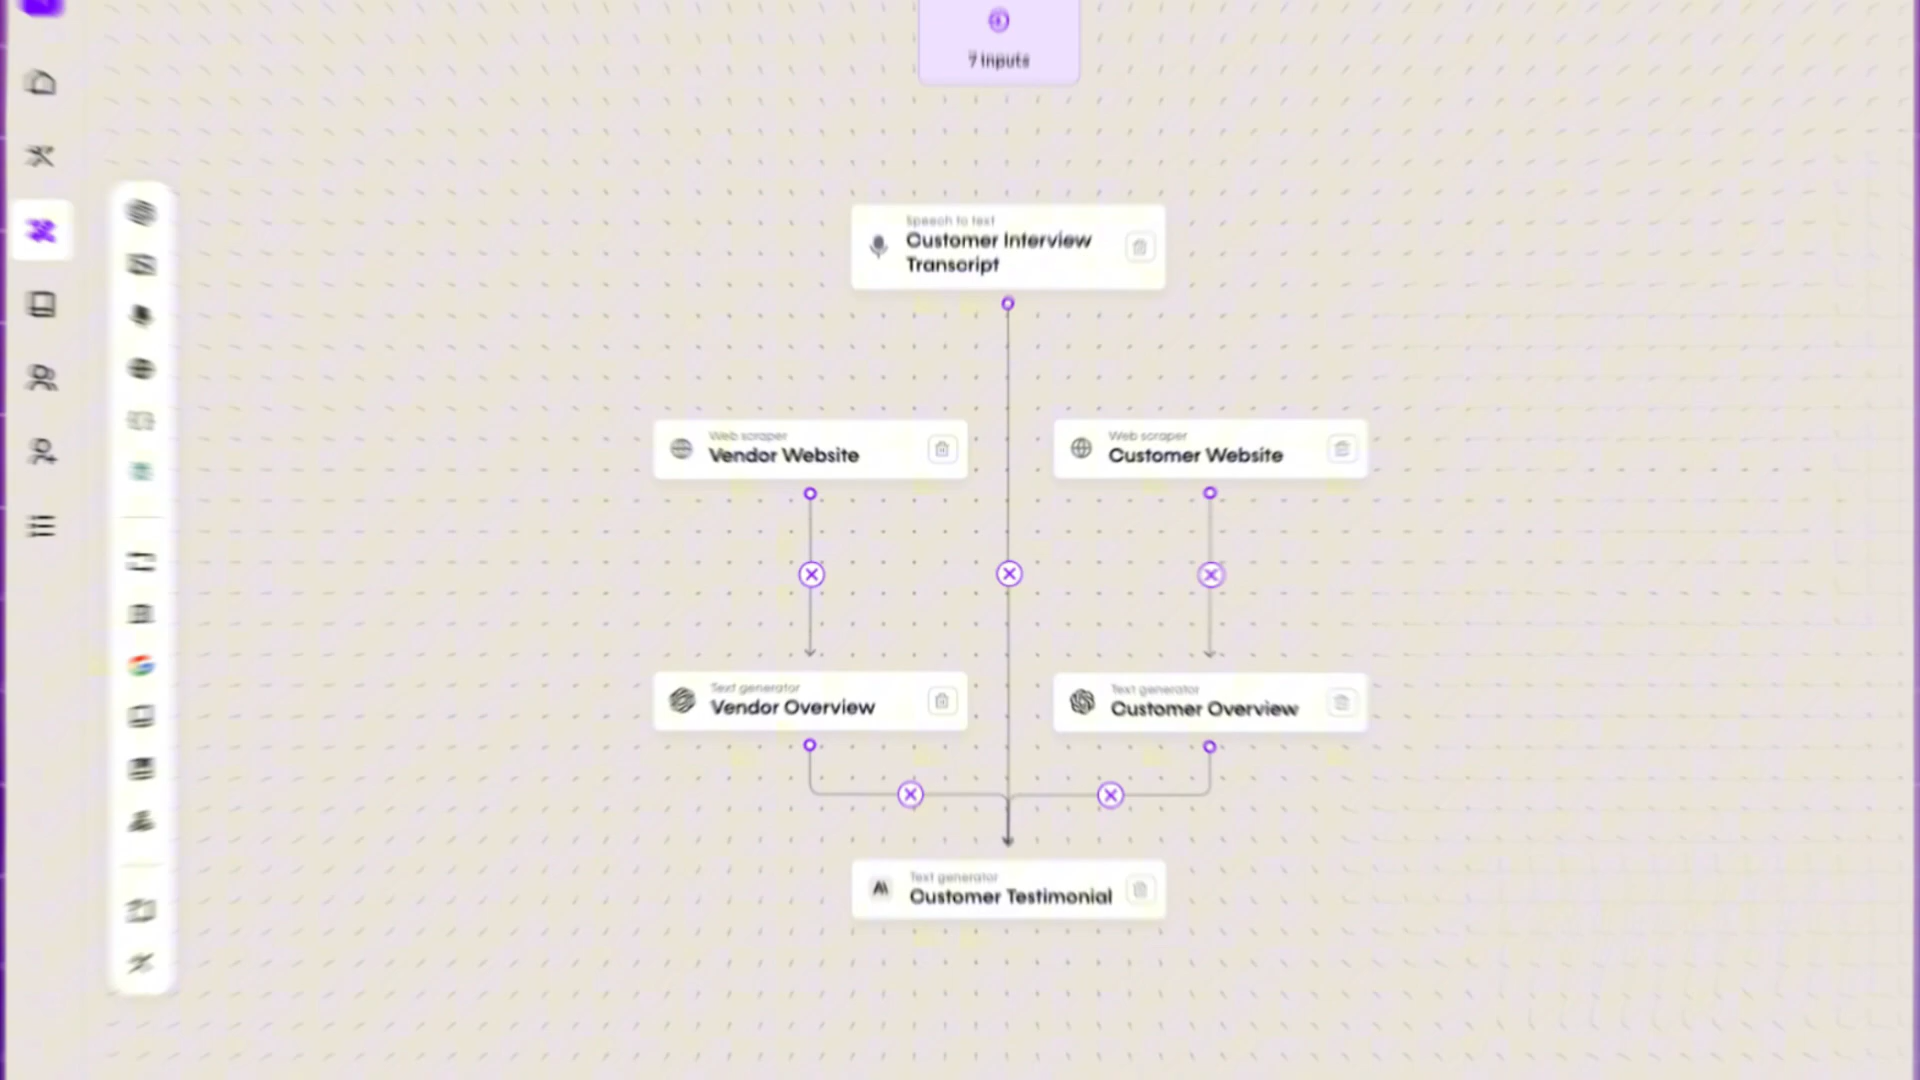 7 Inputs
Speech to text
Customer Interview
Transcript
Web scraper
Vendor Website
Web scraper
Customer Website
Text generator
Vendor Overview
Text generator
Customer Overview
Text generator
Customer Testimonial